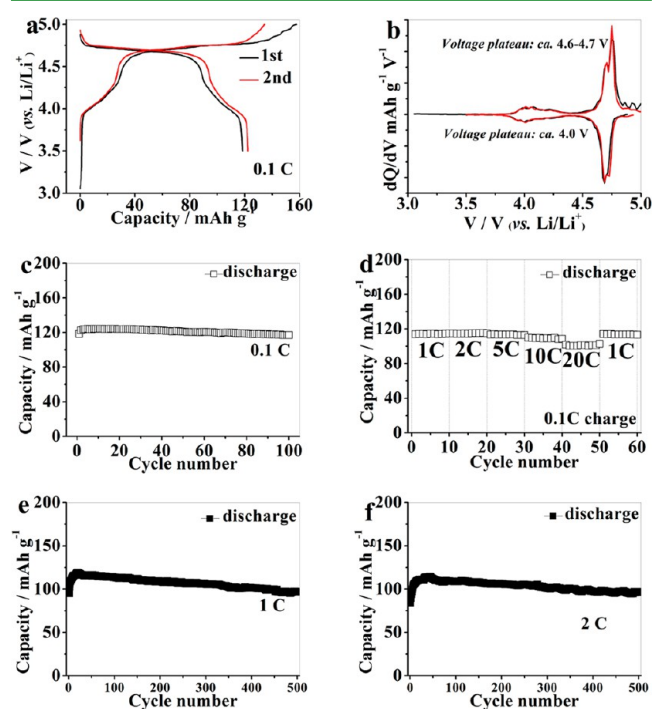 a
5.0
4.5
4.0
3.5
3.0
V / V (vs. Li/Li⁺)
1st
2nd
0.1 C
0 40 80 120 160
Capacity / mAh g
b
Voltage plateau: ca. 4.6-4.7 V
Voltage plateau: ca. 4.0 V
dQ/dV mAh g⁻¹ V⁻¹
3.0 3.5 4.0 4.5 5.0
V / V (vs. Li/Li⁺)
c
200
160
120
80
40
0
Capacity / mAh g⁻¹
discharge
0.1 C
0 20 40 60 80 100
Cycle number
d
200
160
120
80
40
0
Capacity / mAh g⁻¹
discharge
1C 2C 5C 10C 20C 1C
0.1C charge
0 10 20 30 40 50 60
Cycle number
e
200
150
100
50
0
Capacity / mAh g⁻¹
discharge
1 C
0 100 200 300 400 500
Cycle number
f
200
150
100
50
0
Capacity / mAh g⁻¹
discharge
2 C
0 100 200 300 400 500
Cycle number